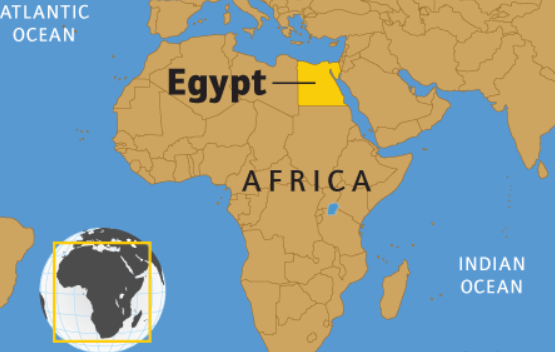 ATLANTIC
OCEAN
Egypt
AFRICA
INDIAN
OCEAN